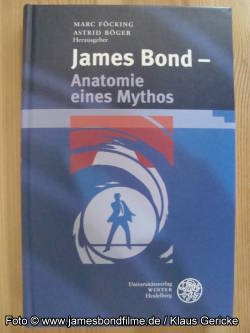 MARC FÖCKING
ASTRID BÖGER
Herausgeber
James Bond –
Anatomie
eines Mythos
Universitätsverlag
WINTER
Heidelberg
Foto © www.jamesbondfilme.de / Klaus Gericke